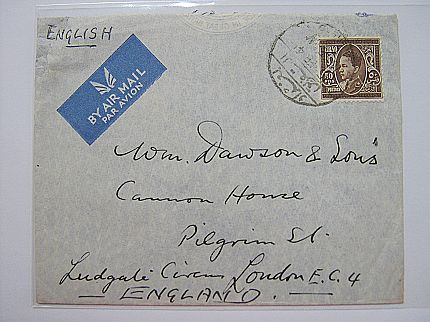 ENGLISH
BY AIR MAIL
PAR AVION
Wm. Dawson & Sons
Cannon House
Pilgrim St.
Ludgate Circus London E.C.4
ENGLAND.